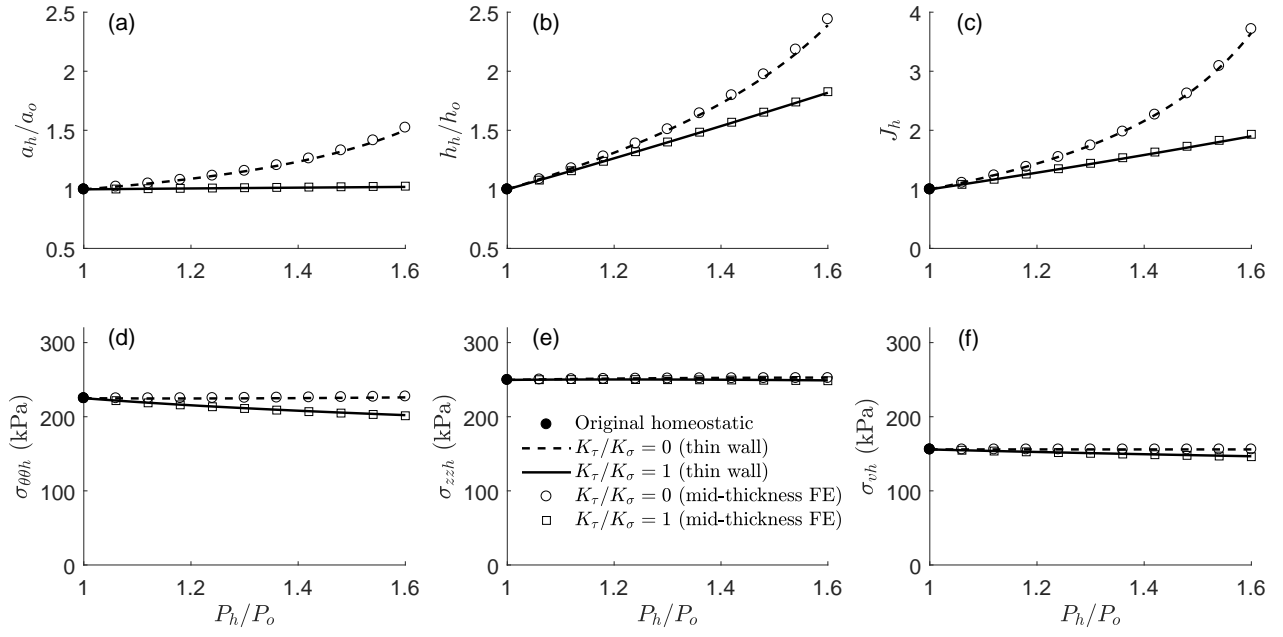 (a)
2.5
2
1.5
1
0.5
a_h/a_o
1
1.2
1.4
1.6
(b)
2.5
2
1.5
1
0.5
h_h/h_o
1
1.2
1.4
1.6
(c)
4
3
2
1
0
J_h
1
1.2
1.4
1.6
(d)
300
200
100
0
σ_θθh (kPa)
1
1.2
1.4
1.6
P_h/P_o
(e)
300
200
100
0
σ_zzh (kPa)
Original homeostatic
K_τ/K_σ = 0 (thin wall)
K_τ/K_σ = 1 (thin wall)
K_τ/K_σ = 0 (mid-thickness FE)
K_τ/K_σ = 1 (mid-thickness FE)
1
1.2
1.4
1.6
P_h/P_o
(f)
300
200
100
0
σ_vh (kPa)
1
1.2
1.4
1.6
P_h/P_o